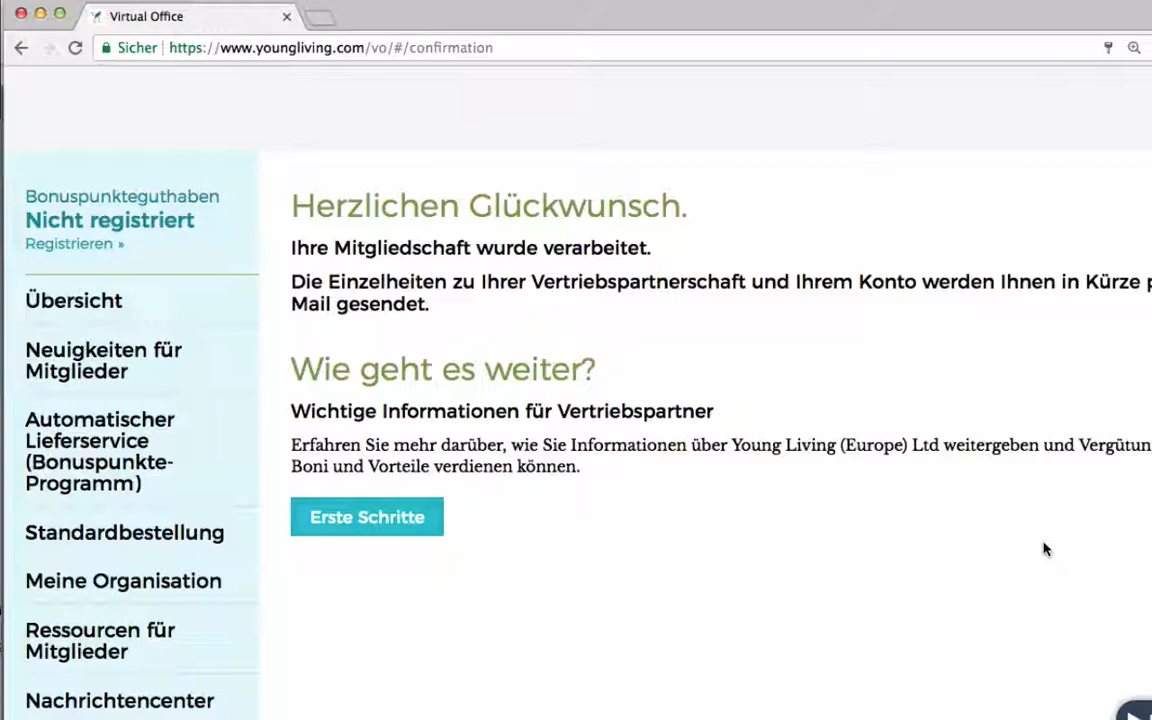 Virtual Office
Sicher https://www.youngliving.com/vo/#/confirmation
Bonuspunkteguthaben
Nicht registriert
Registrieren »
Übersicht
Neuigkeiten für
Mitglieder
Automatischer
Lieferservice
(Bonuspunkte-
Programm)
Standardbestellung
Meine Organisation
Ressourcen für
Mitglieder
Nachrichtencenter
Herzlichen Glückwunsch.
Ihre Mitgliedschaft wurde verarbeitet.
Die Einzelheiten zu Ihrer Vertriebspartnerschaft und Ihrem Konto werden Ihnen in Kürze
Mail gesendet.
Wie geht es weiter?
Wichtige Informationen für Vertriebspartner
Erfahren Sie mehr darüber, wie Sie Informationen über Young Living (Europe) Ltd weitergeben und
Boni und Vorteile verdienen können.
Erste Schritte